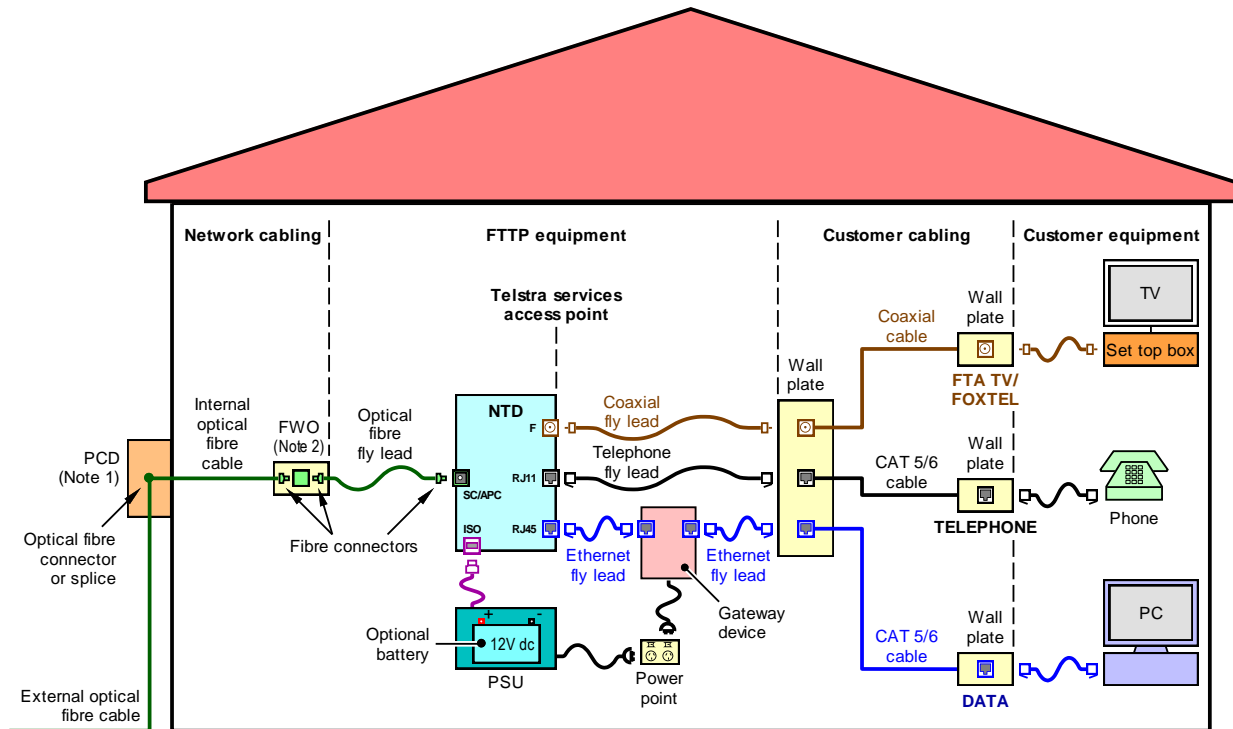 Network cabling
FTTP equipment
Customer cabling
Customer equipment
Telstra services
access point
PCD
(Note 1)
Optical fibre
connector
or splice
External optical
fibre cable
Internal
optical
fibre
cable
FWO
(Note 2)
Optical
fibre
fly lead
Fibre connectors
NTD
F
RJ11
SC/APC
ISO
RJ45
Coaxial
fly lead
Telephone
fly lead
Ethernet
fly lead
Ethernet
fly lead
Gateway
device
Optional
battery
+
-
12V dc
PSU
Power
point
Wall
plate
Coaxial
cable
CAT 5/6
cable
CAT 5/6
cable
Wall
plate
FTA TV/
FOXTEL
Wall
plate
TELEPHONE
Wall
plate
DATA
TV
Set top box
Phone
PC